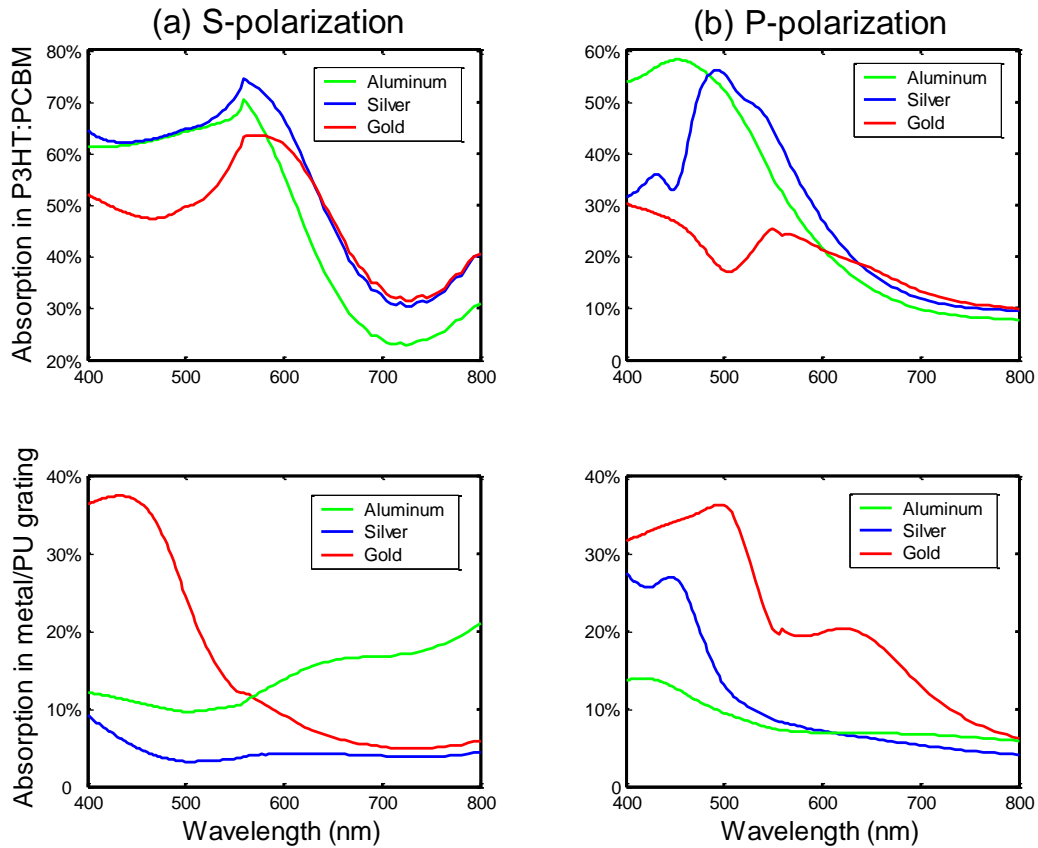 (a) S-polarization
(b) P-polarization
Absorption in P3HT:PCBM
80%
70%
60%
50%
40%
30%
20%
400
500
600
700
800
Aluminum
Silver
Gold
60%
50%
40%
30%
20%
10%
0
400
500
600
700
800
Aluminum
Silver
Gold
Absorption in metal/PU grating
40%
30%
20%
10%
0
400
500
600
700
800
Wavelength (nm)
Aluminum
Silver
Gold
40%
30%
20%
10%
0
400
500
600
700
800
Wavelength (nm)
Aluminum
Silver
Gold